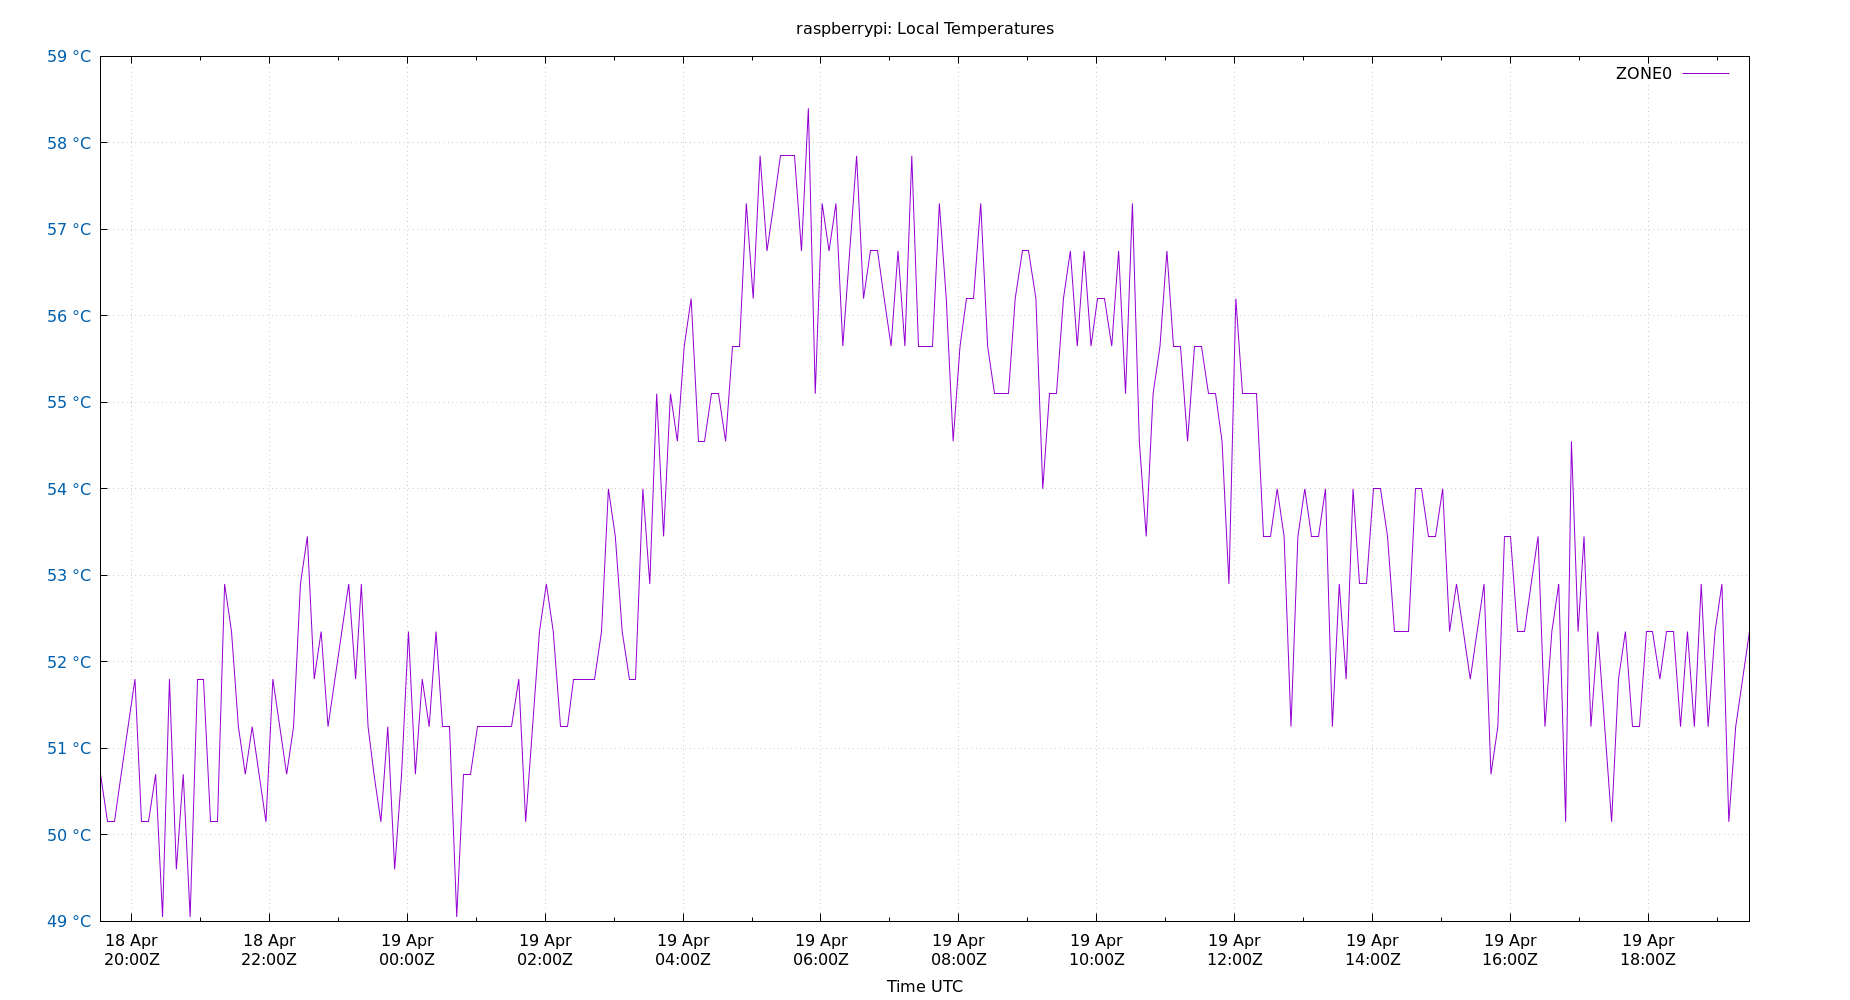 raspberrypi: Local Temperatures
59 °C
58 °C
57 °C
56 °C
55 °C
54 °C
53 °C
52 °C
51 °C
50 °C
49 °C
ZONE0
18 Apr 18 Apr 19 Apr 19 Apr 19 Apr 19 Apr 19 Apr 19 Apr 19 Apr 19 Apr 19 Apr 19 Apr
20:00Z 22:00Z 00:00Z 02:00Z 04:00Z 06:00Z 08:00Z 10:00Z 12:00Z 14:00Z 16:00Z 18:00Z
Time UTC